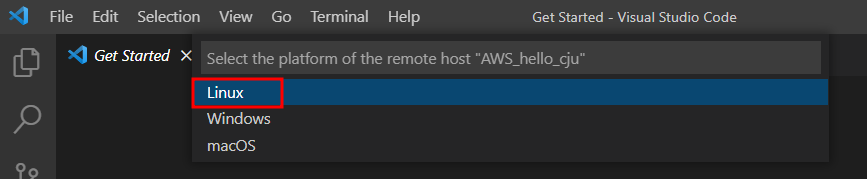 File Edit Selection View Go Terminal Help Get Started - Visual Studio Code
Get Started
Select the platform of the remote host "AWS_hello_cju"
Linux
Windows
macOS